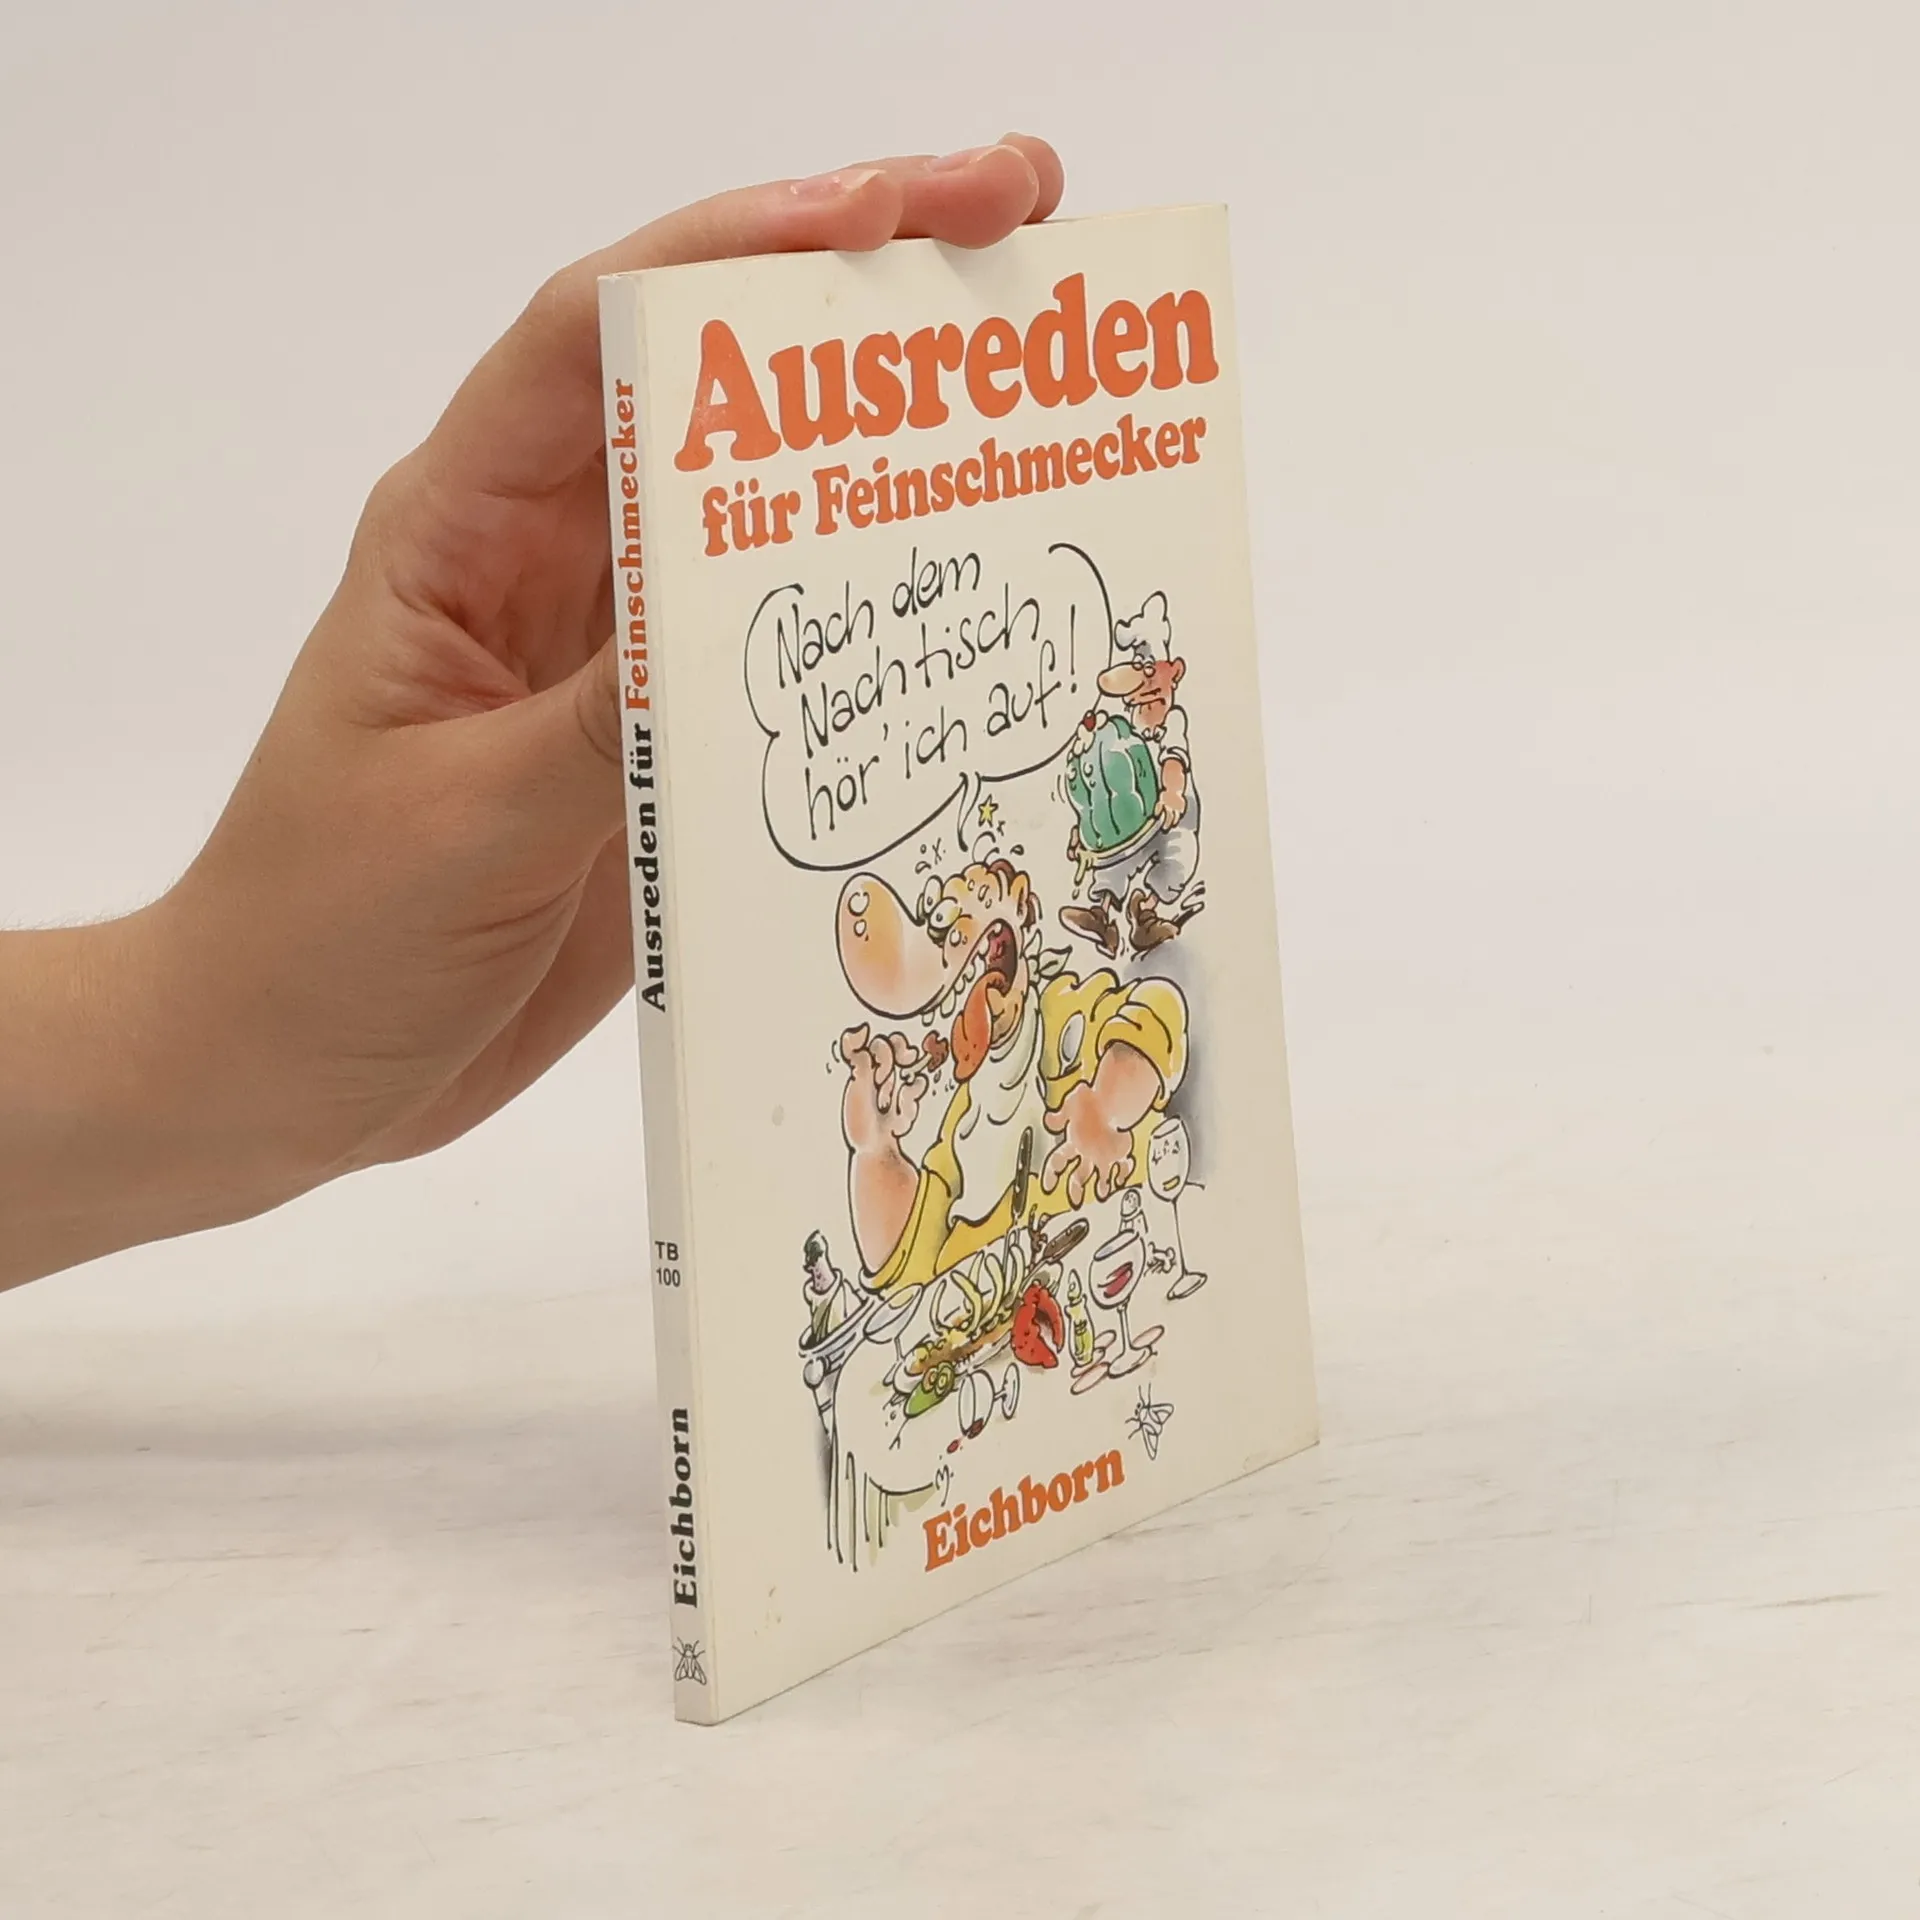 Ausreden
für Feinschmecker
Nach dem
Nachtisch
hör' ich auf!
Eichborn
Ausreden für Feinschmecker
TB
100
Eichborn